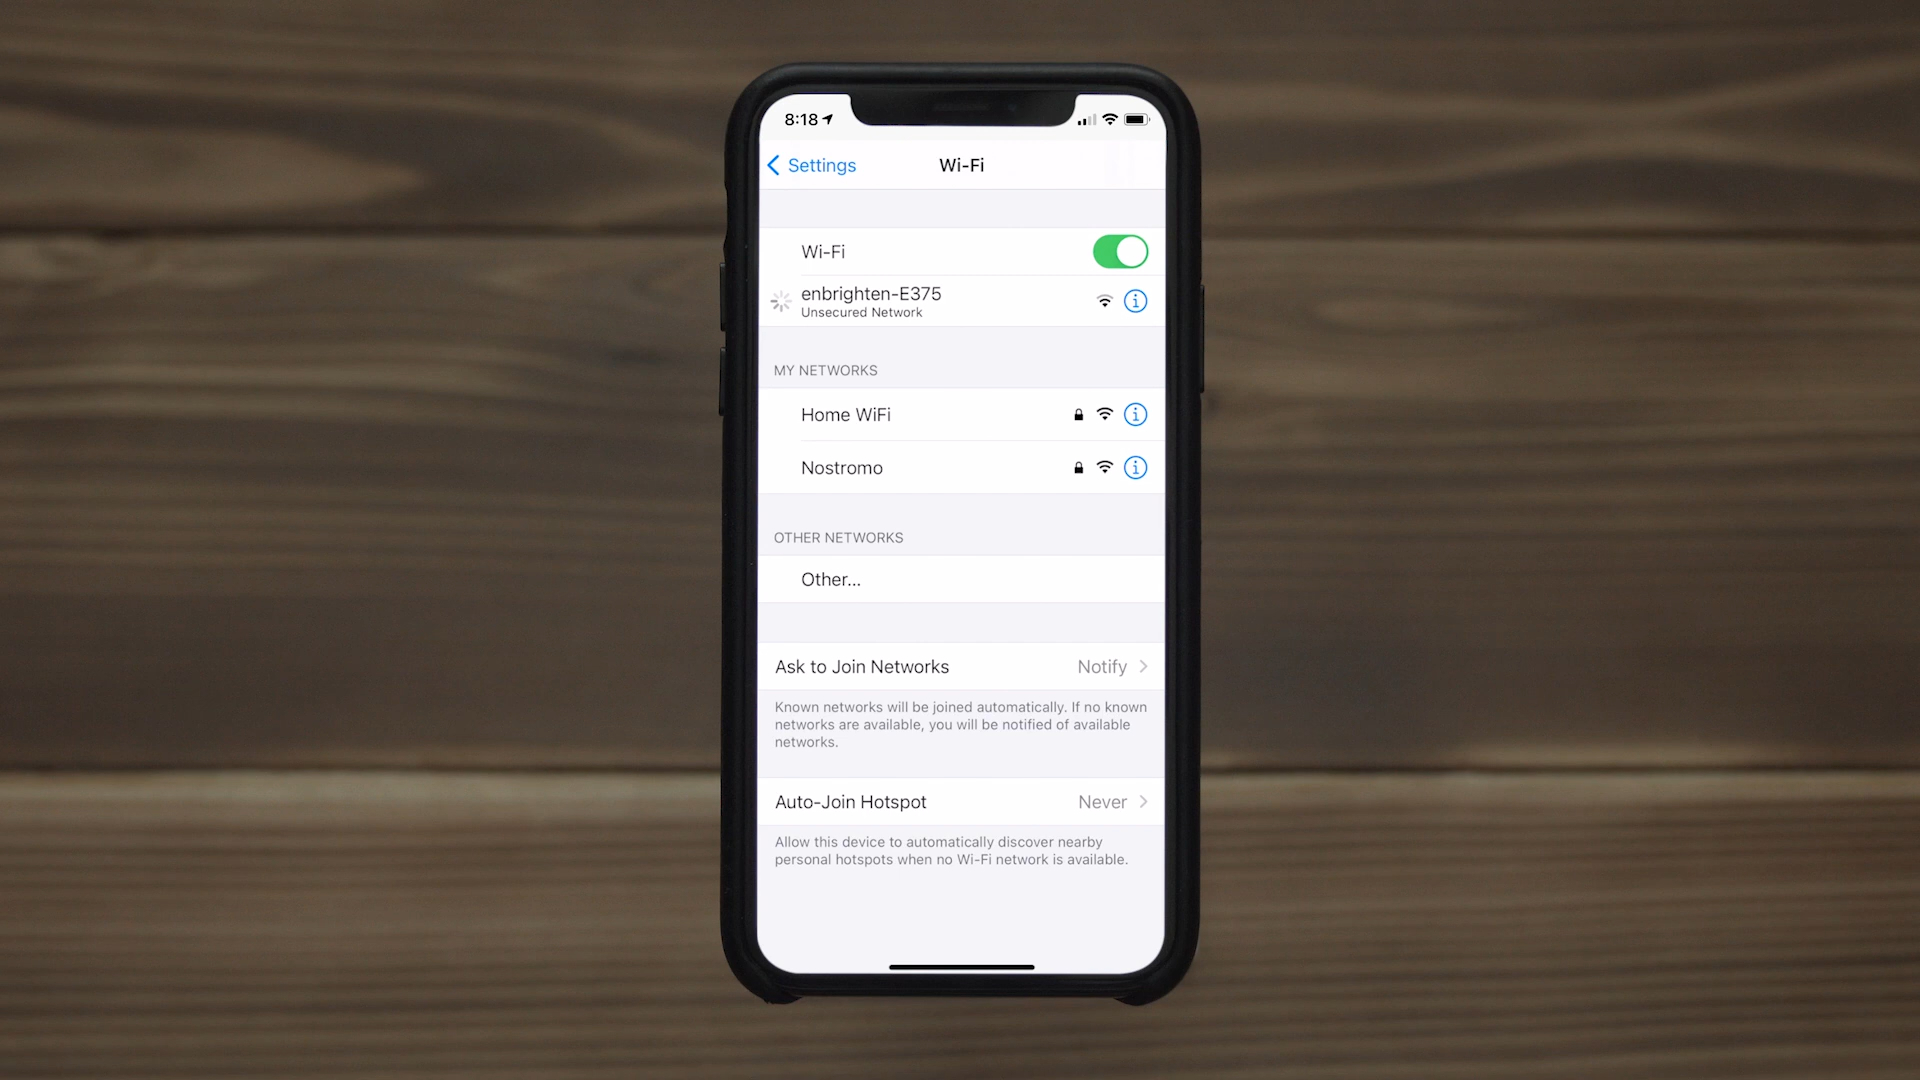 8:18
Settings
Wi-Fi
Wi-Fi
enbrighten-E375
Unsecured Network
MY NETWORKS
Home WiFi
Nostromo
OTHER NETWORKS
Other...
Ask to Join Networks Notify
Known networks will be joined automatically. If no known
networks are available, you will be notified of available
networks.
Auto-Join Hotspot Never
Allow this device to automatically discover nearby
personal hotspots when no Wi-Fi network is available.